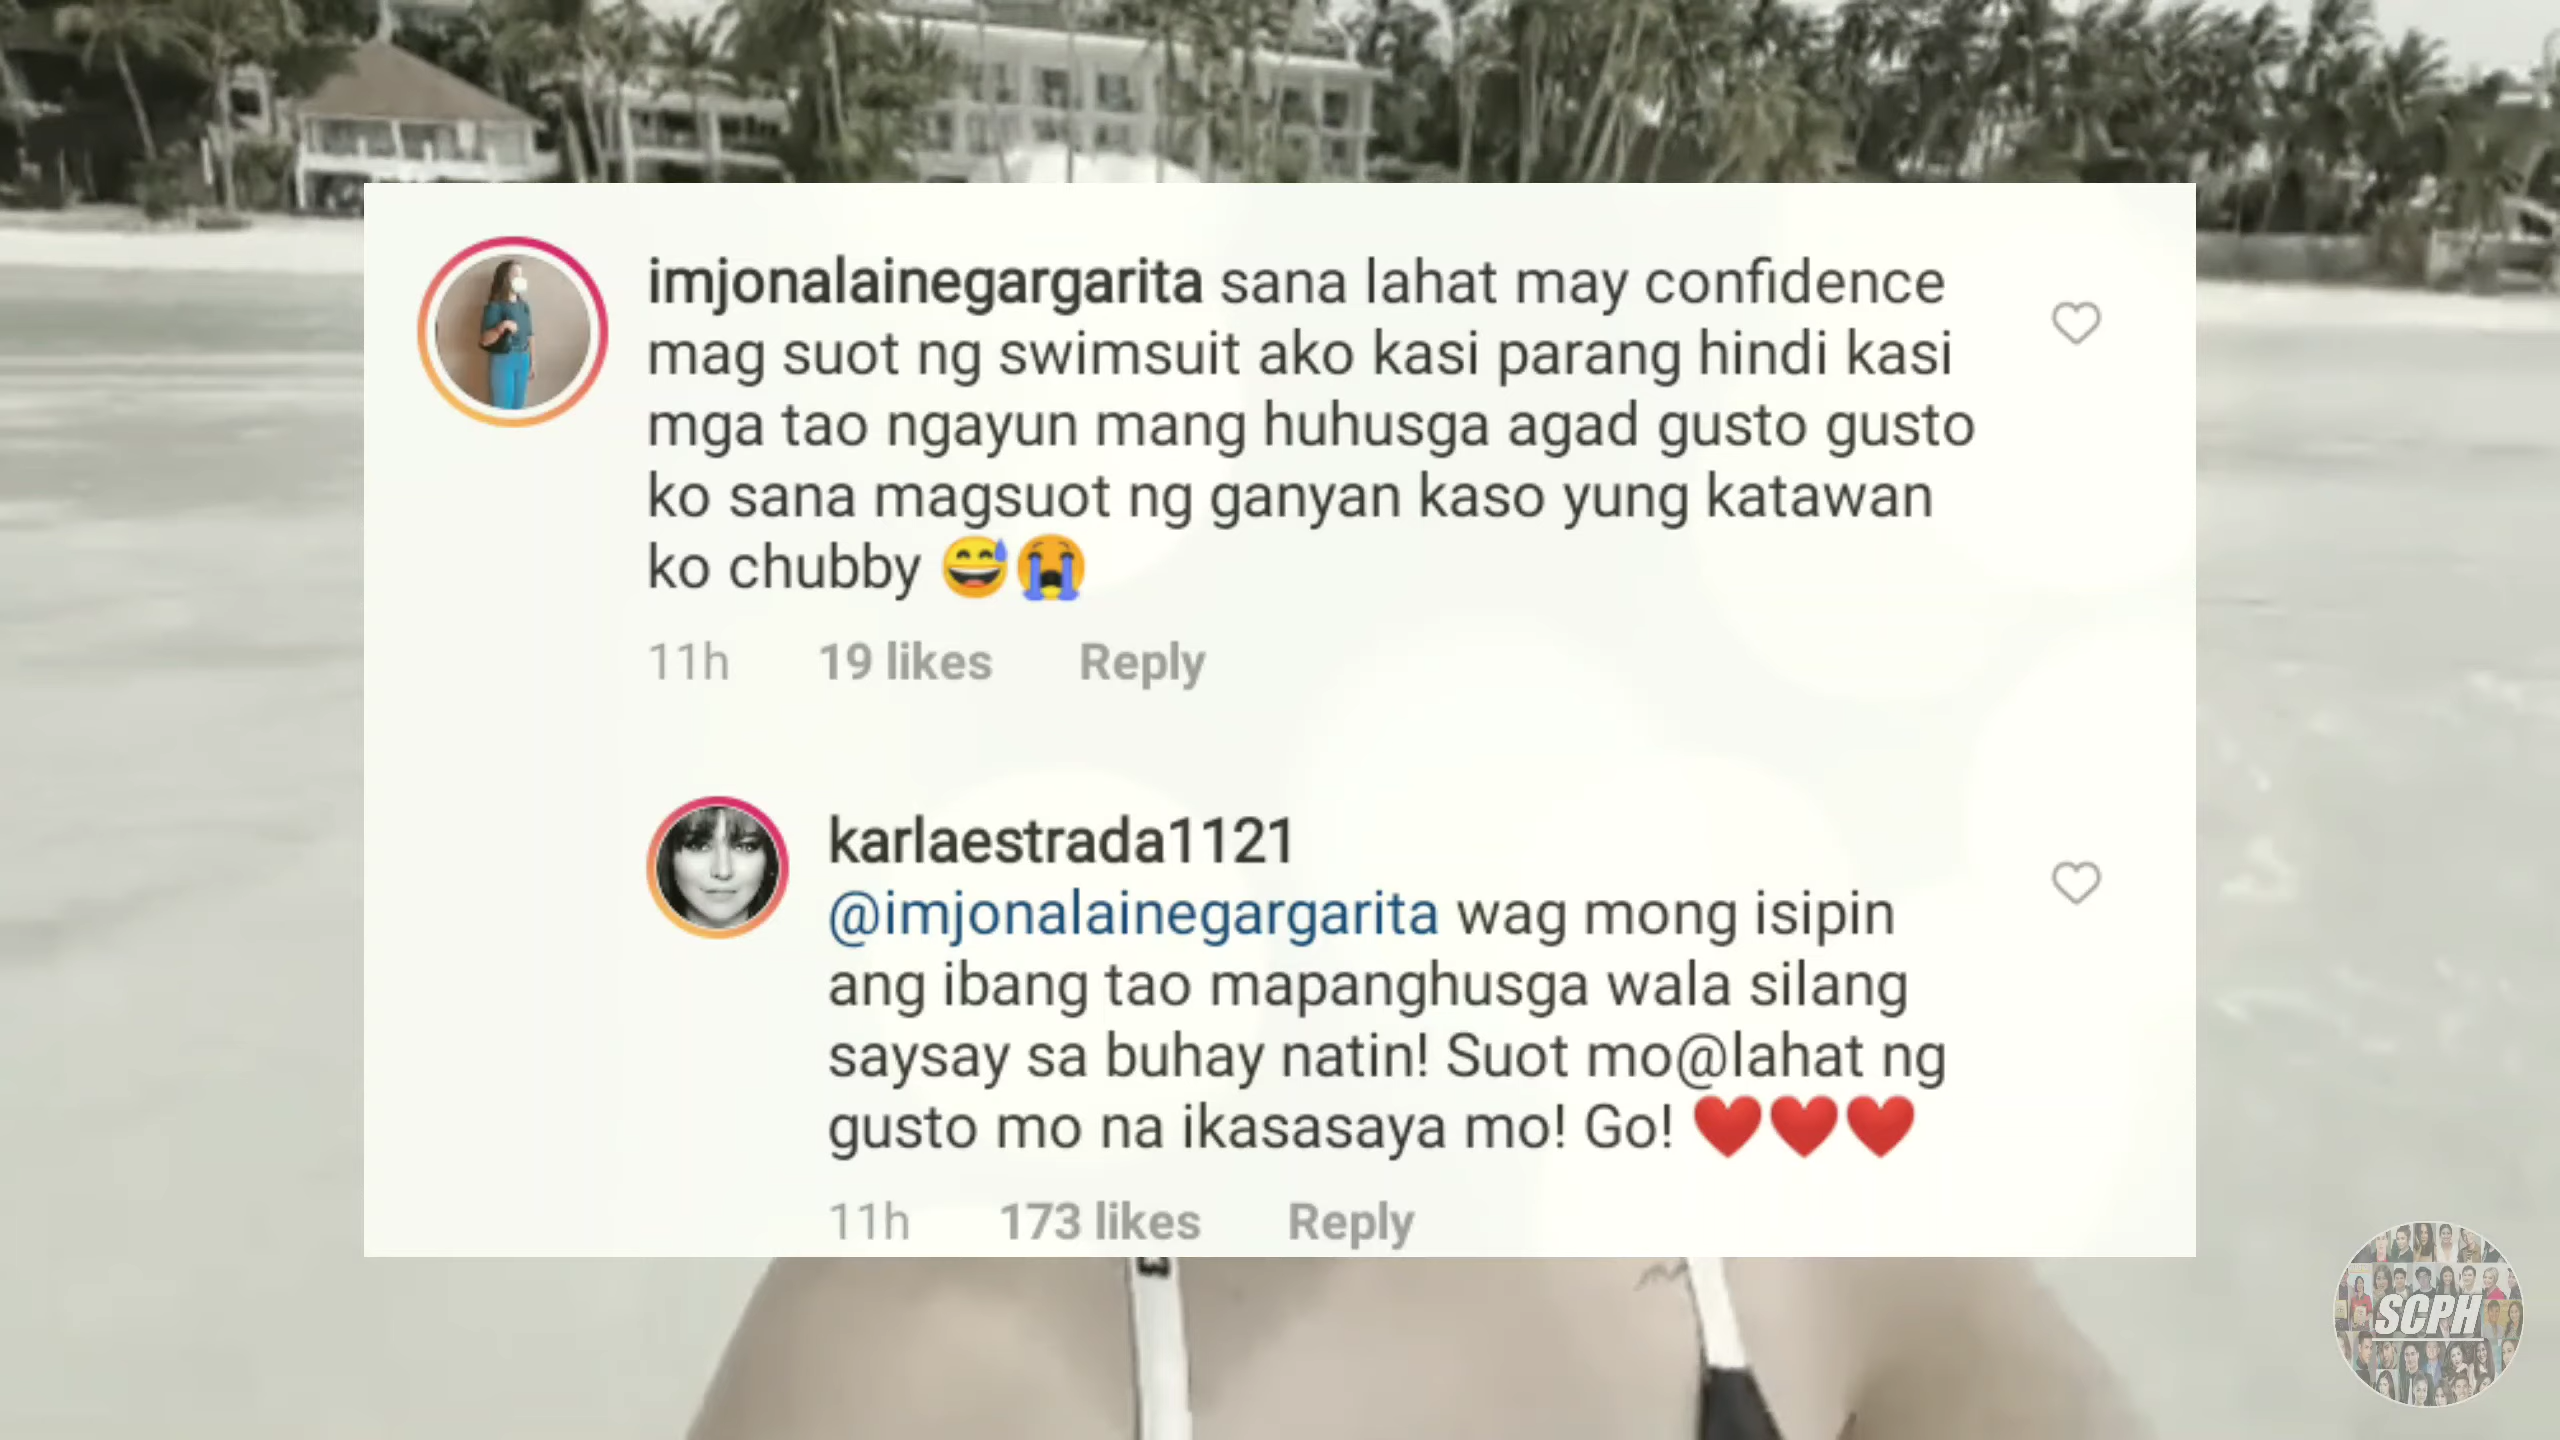 imjonalainegargarita sana lahat may confidence
mag suot ng swimsuit ako kasi parang hindi kasi
mga tao ngayun mang huhusga agad gusto gusto
ko sana magsuot ng ganyan kaso yung katawan
ko chubby 😅😭
11h 19 likes Reply
karlaestrada1121
@imjonalainegargarita wag mong isipin
ang ibang tao mapanghusga wala silang
saysay sa buhay natin! Suot mo@lahat ng
gusto mo na ikasasaya mo! Go! ❤️❤️❤️
11h 173 likes Reply
SCPH